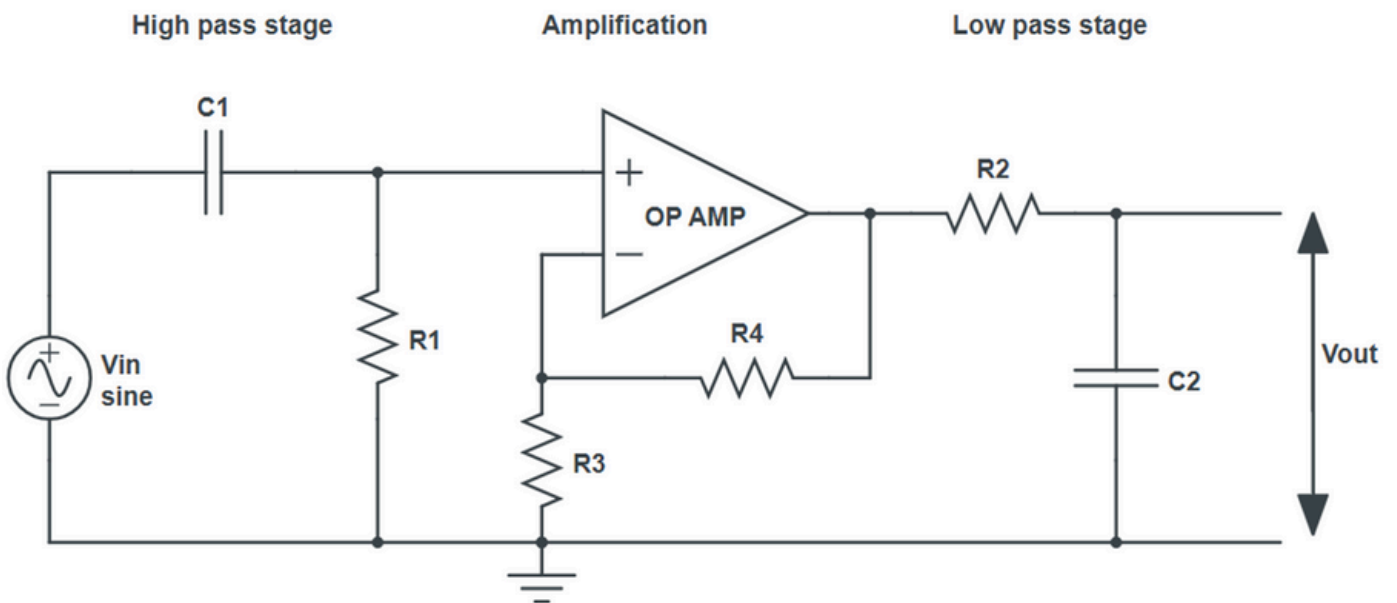 High pass stage
Amplification
Low pass stage
C1
+
OP AMP
−
R2
R1
R4
Vin
sine
+
−
R3
C2
Vout